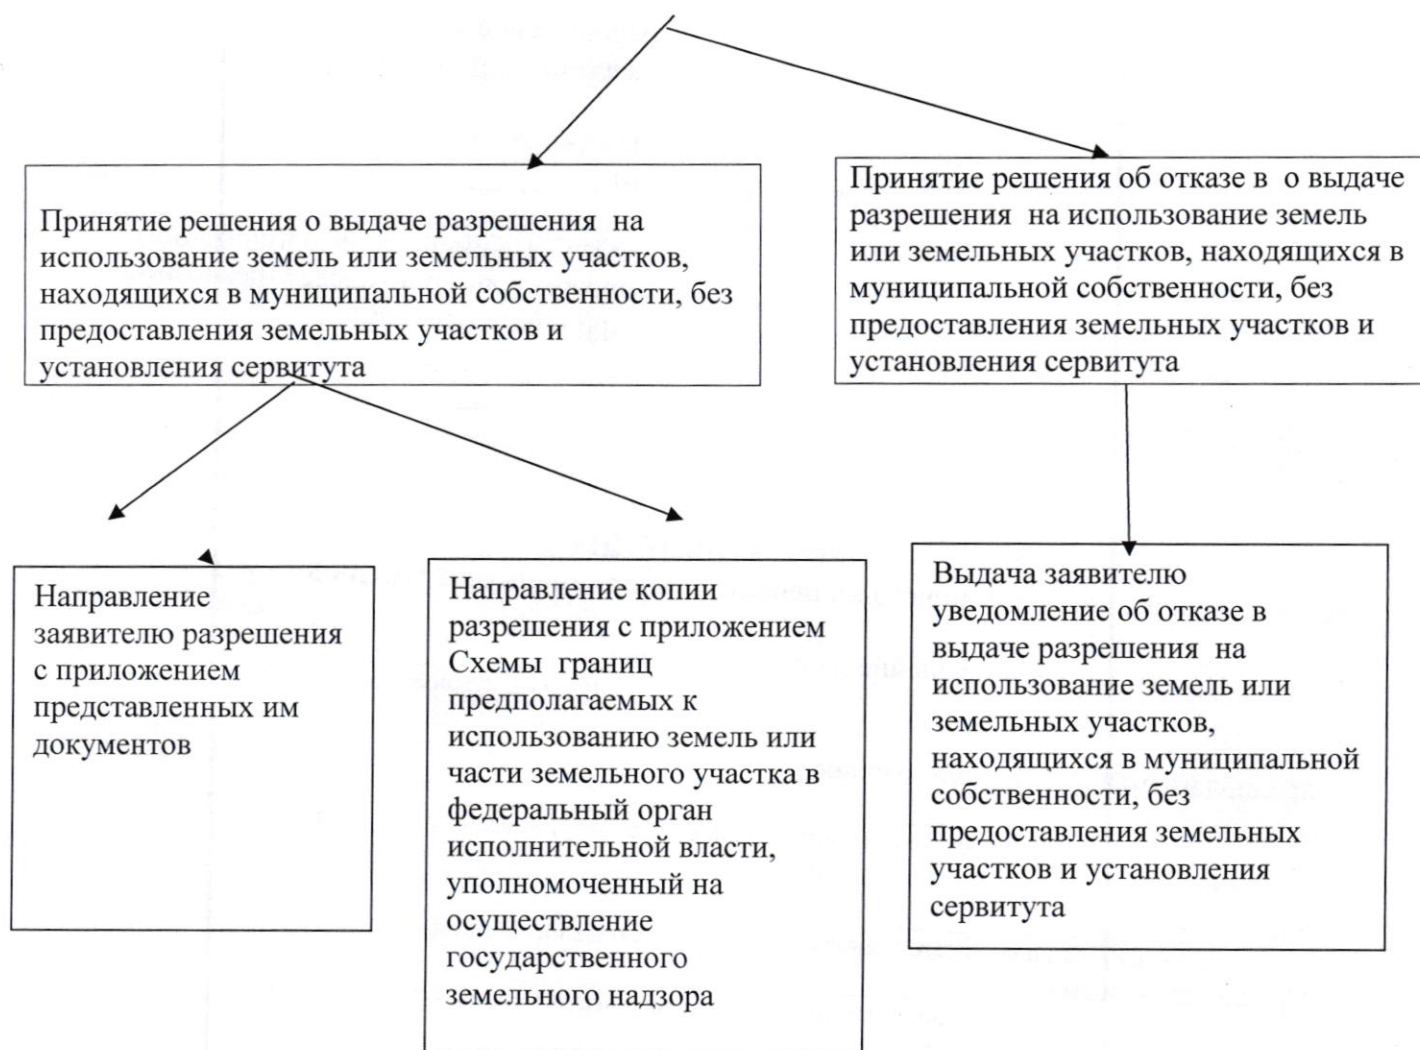 Принятие решения о выдаче разрешения  на
использование земель или земельных участков,
находящихся в муниципальной собственности, без
предоставления земельных участков и
установления сервитута
Принятие решения об отказе в  о выдаче
разрешения  на использование земель
или земельных участков, находящихся в
муниципальной собственности, без
предоставления земельных участков и
установления сервитута
Направление
заявителю разрешения
с приложением
представленных им
документов
Направление копии
разрешения с приложением
Схемы  границ
предполагаемых к
использованию земель или
части земельного участка в
федеральный орган
исполнительной власти,
уполномоченный на
осуществление
государственного
земельного надзора
Выдача заявителю
уведомление об отказе в
выдаче разрешения  на
использование земель или
земельных участков,
находящихся в муниципальной
собственности, без
предоставления земельных
участков и установления
сервитута